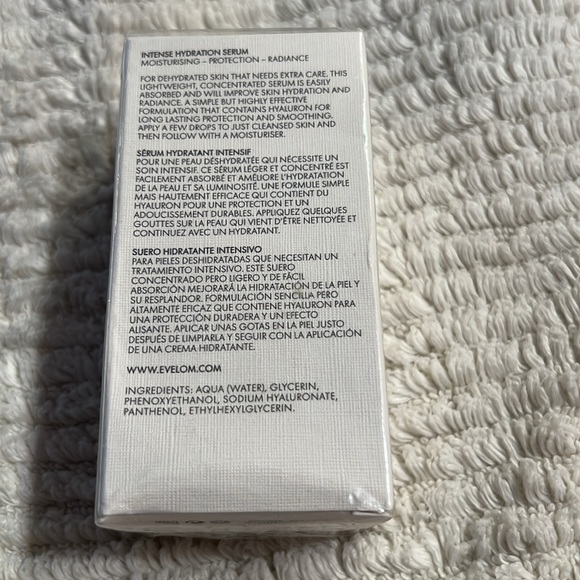 INTENSE HYDRATION SERUM
MOISTURISING – PROTECTION – RADIANCE
FOR DEHYDRATED SKIN THAT NEEDS EXTRA CARE. THIS
LIGHTWEIGHT, CONCENTRATED SERUM IS EASILY
ABSORBED AND WILL IMPROVE SKIN HYDRATION AND
RADIANCE. A SIMPLE BUT HIGHLY EFFECTIVE
FORMULATION THAT CONTAINS HYALURON FOR
LONG LASTING PROTECTION AND SMOOTHING.
APPLY A FEW DROPS TO JUST CLEANSED SKIN AND
THEN FOLLOW WITH A MOISTURISER.
SÉRUM HYDRATANT INTENSIF
POUR UNE PEAU DÉSHYDRATÉE QUI NÉCESSITE UN
SOIN INTENSIF. CE SÉRUM LÉGER ET CONCENTRÉ EST
FACILEMENT ABSORBÉ ET AMÉLIORE L'HYDRATATION
DE LA PEAU ET SA LUMINOSITÉ. UNE FORMULE SIMPLE
MAIS HAUTEMENT EFFICACE QUI CONTIENT DU
HYALURON POUR UNE PROTECTION ET UN
ADOUCISSEMENT DURABLES. APPLIQUEZ QUELQUES
GOUTTES SUR LA PEAU QUI VIENT D'ÊTRE NETTOYÉE ET
CONTINUEZ AVEC UN HYDRATANT.
SUERO HIDRATANTE INTENSIVO
PARA PIELES DESHIDRATADAS QUE NECESITAN UN
TRATAMIENTO INTENSIVO. ESTE SUERO
CONCENTRADO PERO LIGERO Y DE FÁCIL
ABSORCIÓN MEJORARÁ LA HIDRATACIÓN DE LA PIEL Y
SU RESPLANDOR. FORMULACIÓN SENCILLA PERO
ALTAMENTE EFICAZ QUE CONTIENE HYALURON PARA
UNA PROTECCIÓN DURADERA Y UN EFECTO
ALISANTE. APLICAR UNAS GOTAS EN LA PIEL JUSTO
DESPUÉS DE LIMPIARLA Y SEGUIR CON LA APLICACIÓN
DE UNA CREMA HIDRATANTE.
WWW.EVELOM.COM
INGREDIENTS: AQUA (WATER), GLYCERIN,
PHENOXYETHANOL, SODIUM HYALURONATE,
PANTHENOL, ETHYLHEXYLGLYCERIN.